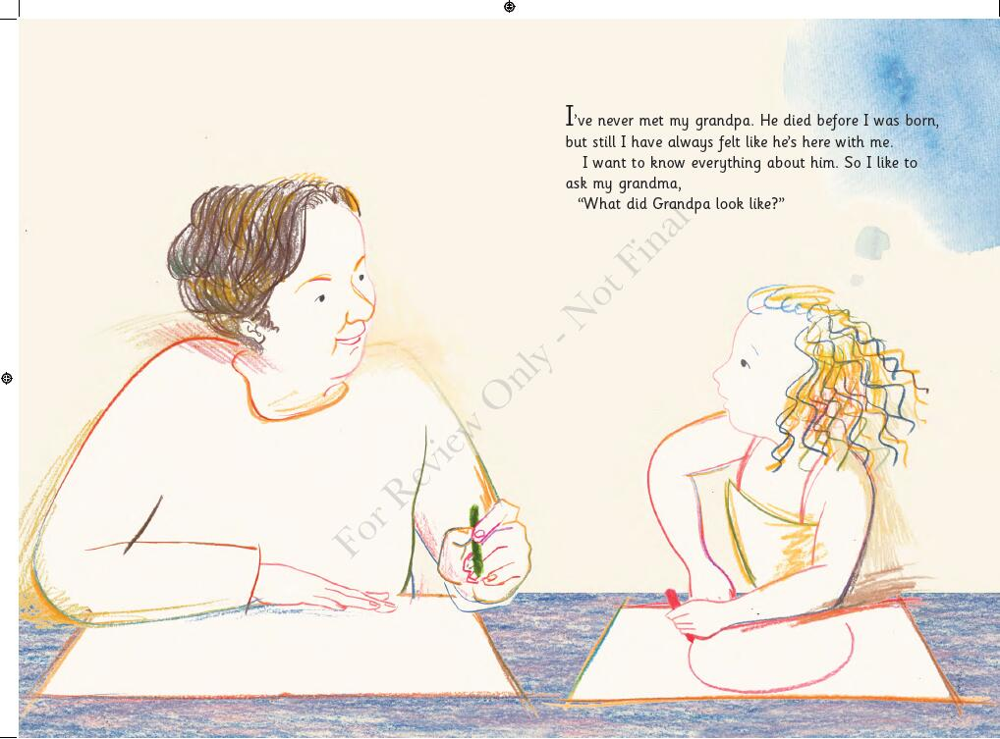 I’ve never met my grandpa. He died before I was born,
but still I have always felt like he’s here with me.
I want to know everything about him. So I like to
ask my grandma,
“What did Grandpa look like?”
For Review Only - Not Final